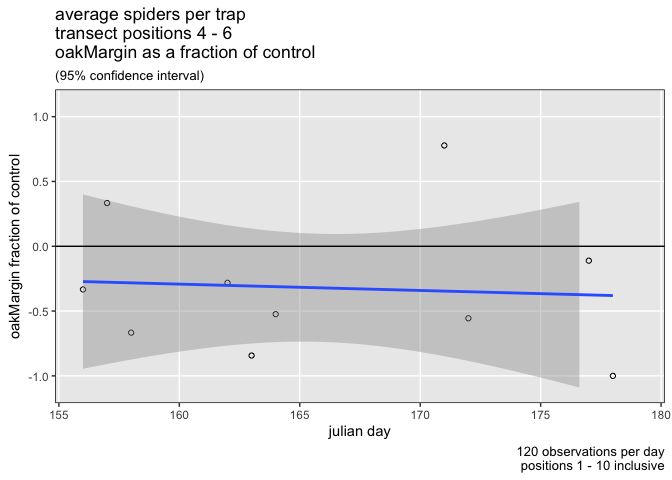 average spiders per trap
transect positions 4 - 6
oakMargin as a fraction of control
(95% confidence interval)
oakMargin fraction of control
1.0
0.5
0.0
-0.5
-1.0
155
160
165
170
175
180
julian day
120 observations per day
positions 1 - 10 inclusive